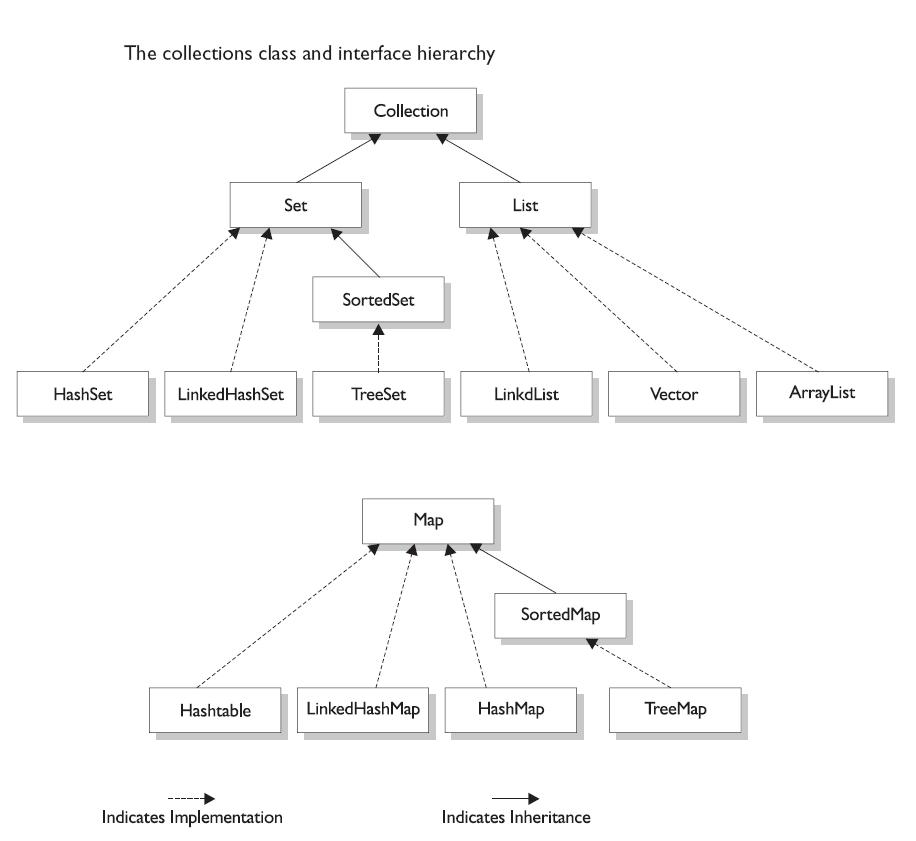 The collections class and interface hierarchy
Collection
Set
List
SortedSet
HashSet
LinkedHashSet
TreeSet
LinkdList
Vector
ArrayList
Map
SortedMap
Hashtable
LinkedHashMap
HashMap
TreeMap
Indicates Implementation
Indicates Inheritance